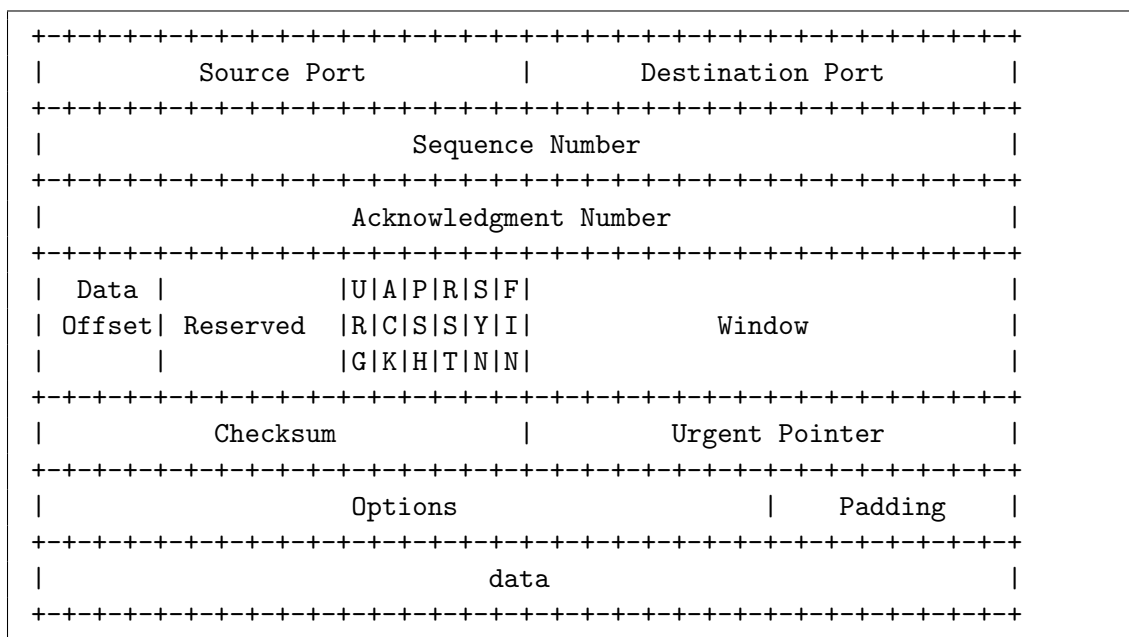 +-+-+-+-+-+-+-+-+-+-+-+-+-+-+-+-+-+-+-+-+-+-+-+-+-+-+-+-+-+-+-+-+
|          Source Port          |       Destination Port        |
+-+-+-+-+-+-+-+-+-+-+-+-+-+-+-+-+-+-+-+-+-+-+-+-+-+-+-+-+-+-+-+-+
|                        Sequence Number                        |
+-+-+-+-+-+-+-+-+-+-+-+-+-+-+-+-+-+-+-+-+-+-+-+-+-+-+-+-+-+-+-+-+
|                    Acknowledgment Number                      |
+-+-+-+-+-+-+-+-+-+-+-+-+-+-+-+-+-+-+-+-+-+-+-+-+-+-+-+-+-+-+-+-+
|  Data |           |U|A|P|R|S|F|                               |
| Offset| Reserved  |R|C|S|S|Y|I|            Window             |
|       |           |G|K|H|T|N|N|                               |
+-+-+-+-+-+-+-+-+-+-+-+-+-+-+-+-+-+-+-+-+-+-+-+-+-+-+-+-+-+-+-+-+
|           Checksum            |         Urgent Pointer        |
+-+-+-+-+-+-+-+-+-+-+-+-+-+-+-+-+-+-+-+-+-+-+-+-+-+-+-+-+-+-+-+-+
|                    Options                    |    Padding    |
+-+-+-+-+-+-+-+-+-+-+-+-+-+-+-+-+-+-+-+-+-+-+-+-+-+-+-+-+-+-+-+-+
|                             data                              |
+-+-+-+-+-+-+-+-+-+-+-+-+-+-+-+-+-+-+-+-+-+-+-+-+-+-+-+-+-+-+-+-+